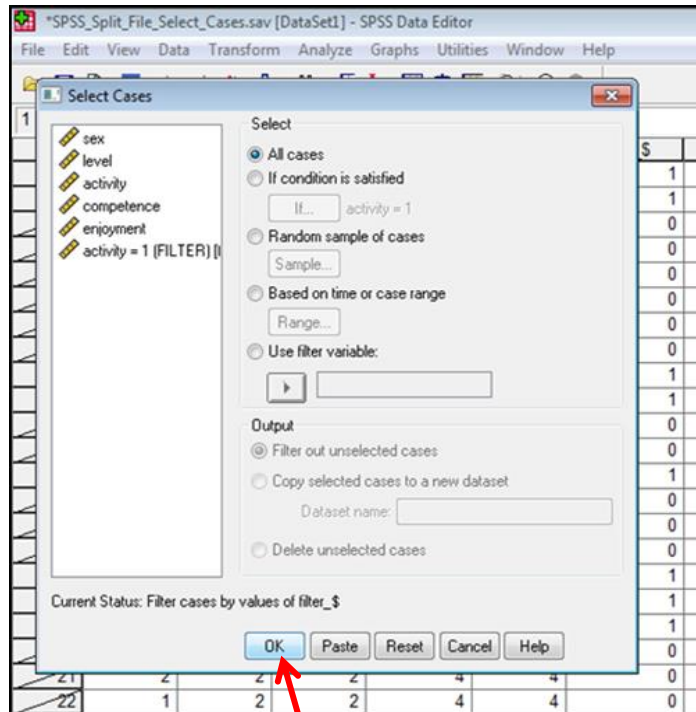 *SPSS_Split_File_Select_Cases.sav [DataSet1] - SPSS Data Editor
File Edit View Data Transform Analyze Graphs Utilities Window Help
Select Cases
1
sex
level
activity
competence
enjoyment
activity = 1 (FILTER) [
Select
All cases
If condition is satisfied
If... activity = 1
Random sample of cases
Sample...
Based on time or case range
Range...
Use filter variable:
Output
Filter out unselected cases
Copy selected cases to a new dataset
Dataset name:
Delete unselected cases
Current Status: Filter cases by values of filter_$
OK Paste Reset Cancel Help
$
1
1
0
0
0
0
0
0
1
1
0
0
1
0
0
0
1
1
1
0
21 2 2 2 4 4 0
22 1 2 2 4 4 0